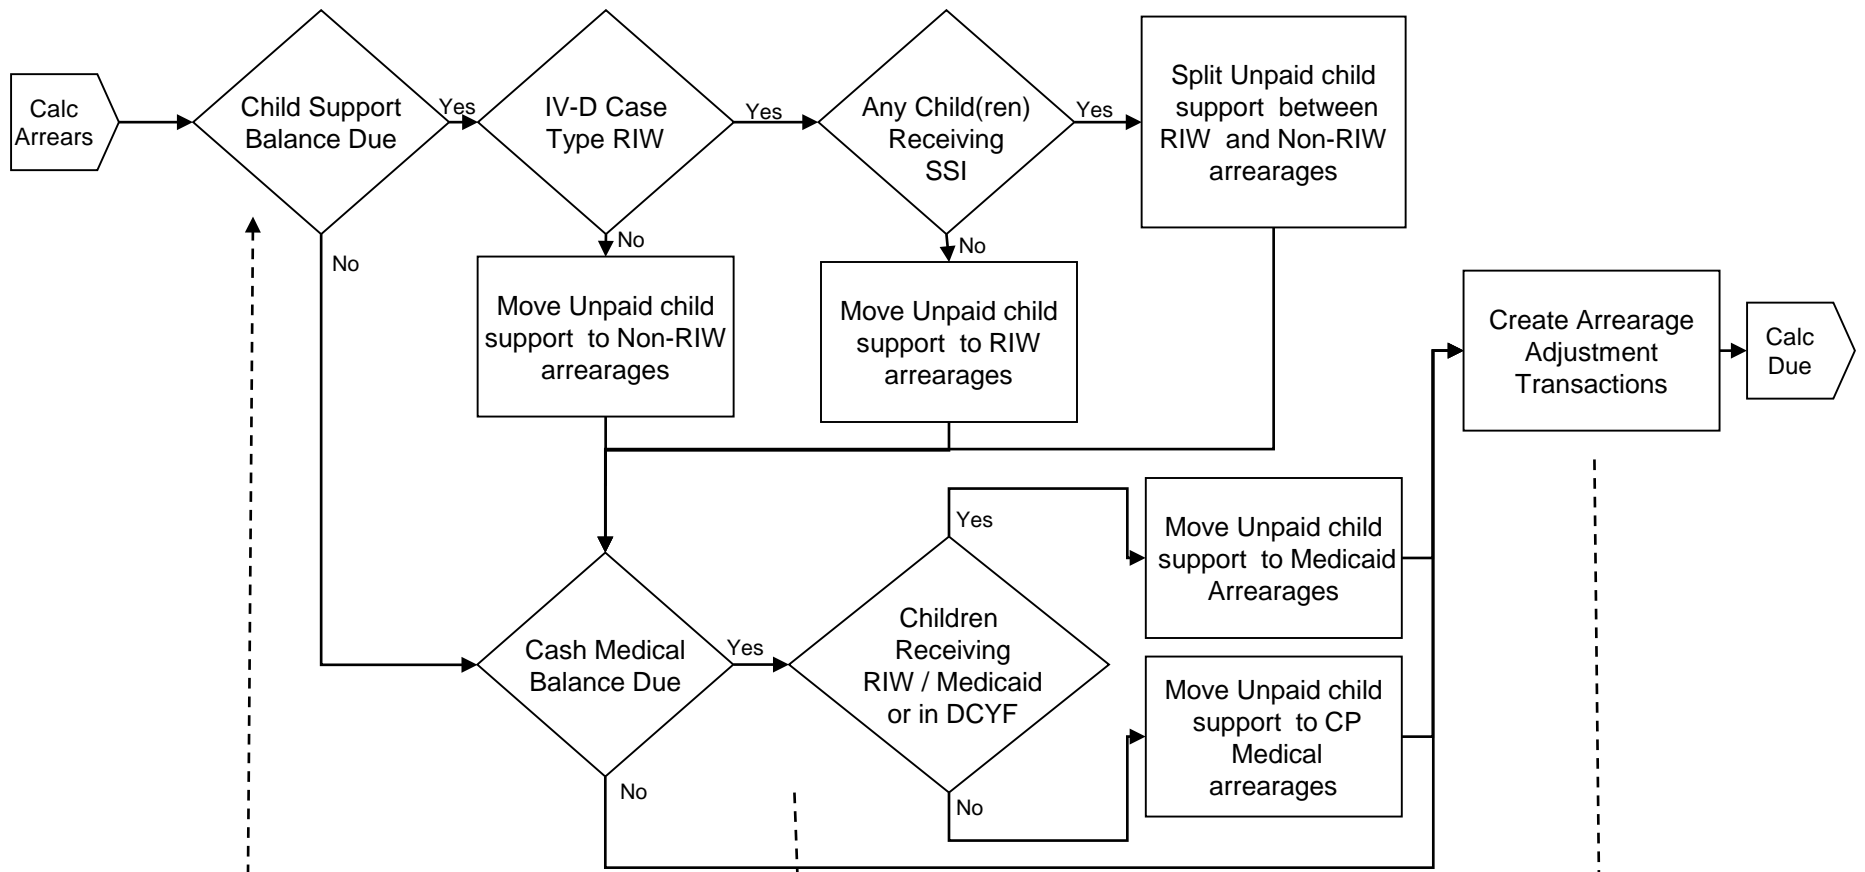 Calc
Arrears
Child Support
Balance Due
Yes
No
IV-D Case
Type RIW
Yes
No
Any Child(ren)
Receiving
SSI
Yes
No
Split Unpaid child
support between
RIW and Non-RIW
arrearages
Move Unpaid child
support to Non-RIW
arrearages
Move Unpaid child
support to RIW
arrearages
Create Arrearage
Adjustment
Transactions
Calc
Due
Cash Medical
Balance Due
Yes
No
Children
Receiving
RIW / Medicaid
or in DCYF
Yes
No
Move Unpaid child
support to Medicaid
Arrearages
Move Unpaid child
support to CP
Medical
arrearages